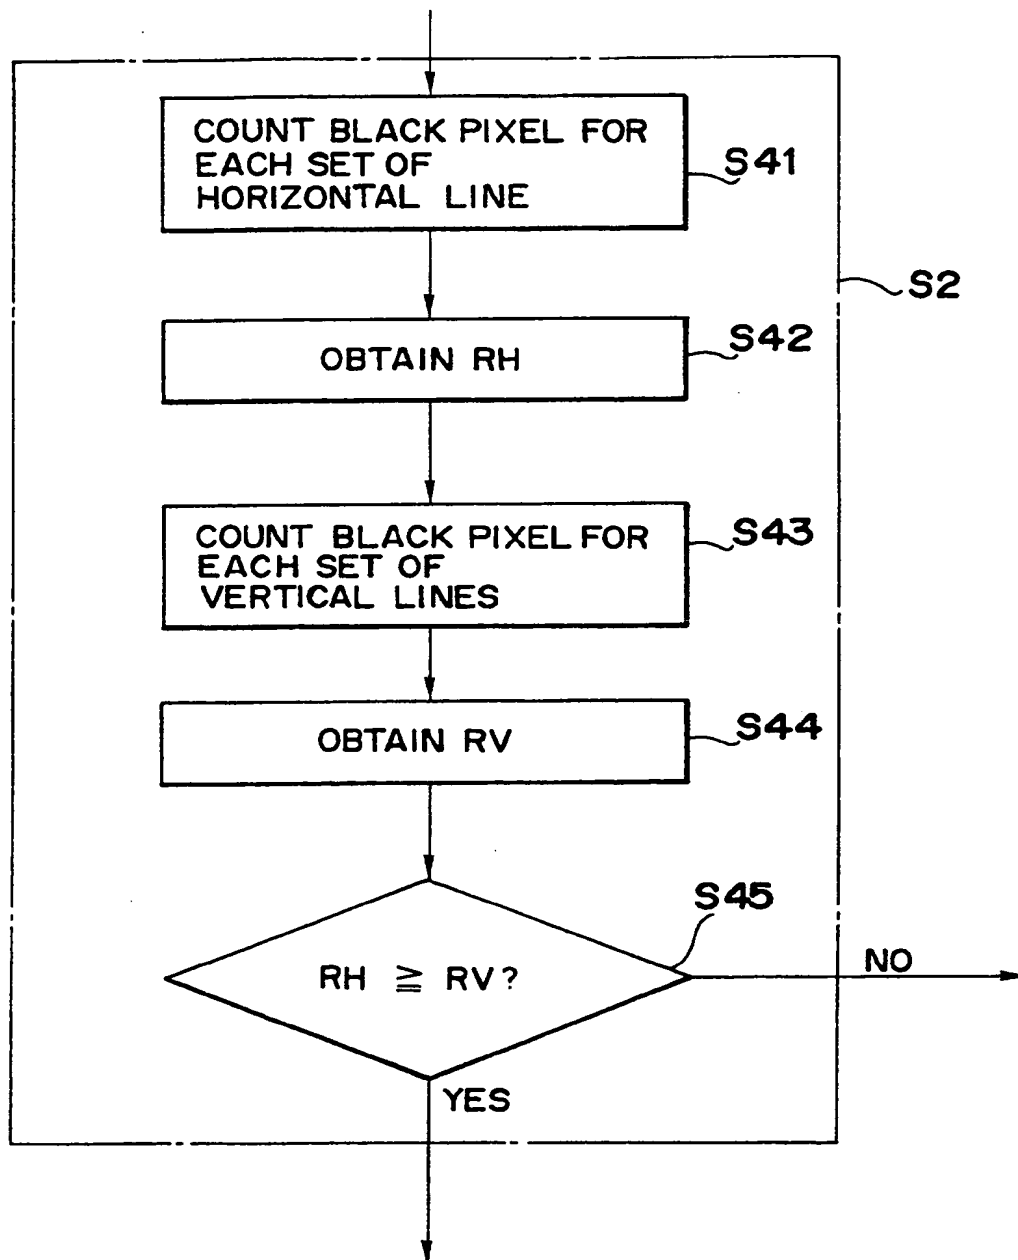 COUNT BLACK PIXEL FOR
EACH SET OF
HORIZONTAL LINE
S41
S2
OBTAIN RH
S42
COUNT BLACK PIXEL FOR
EACH SET OF
VERTICAL LINES
S43
OBTAIN RV
S44
S45
RH ≧ RV?
NO
YES